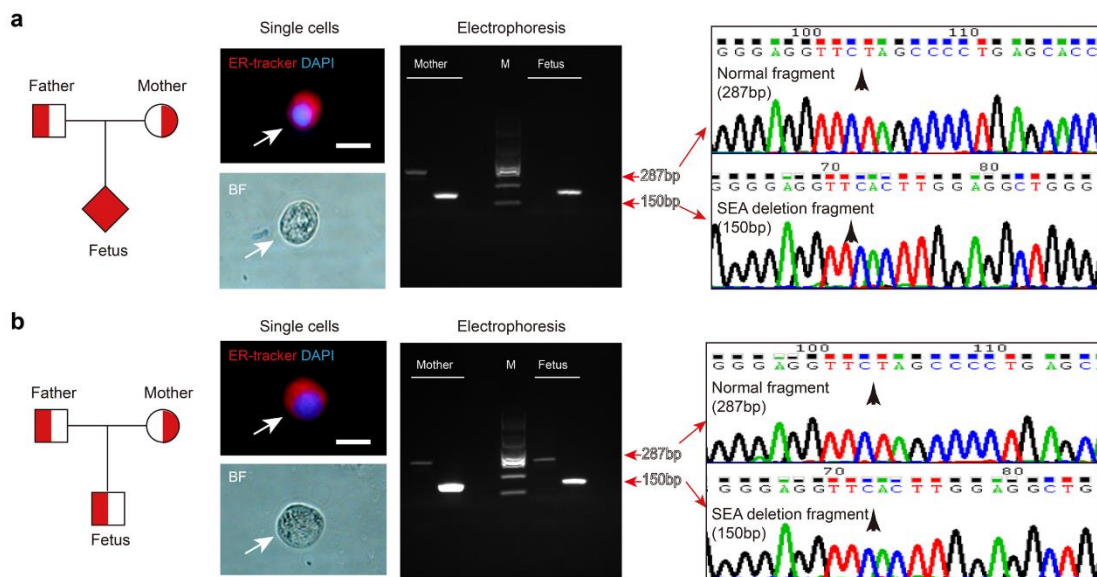 a
Single cells
Electrophoresis
Father
Mother
Fetus
ER-tracker DAPI
BF
Mother
M
Fetus
287bp
150bp
100 110
G G G A G G T T C T A G C C C C T G A G C A C C
Normal fragment
(287bp)
70 80
G G G G A G G T T C A C T T G G A G G C T G G G
SEA deletion fragment
(150bp)
b
Single cells
Electrophoresis
Father
Mother
Fetus
ER-tracker DAPI
BF
Mother
M
Fetus
287bp
150bp
100 110
G G G A G G T T C T A G C C C C T G A G C A
Normal fragment
(287bp)
70 80
G G G A G G T T C A C T T G G A G G C T G
SEA deletion fragment
(150bp)